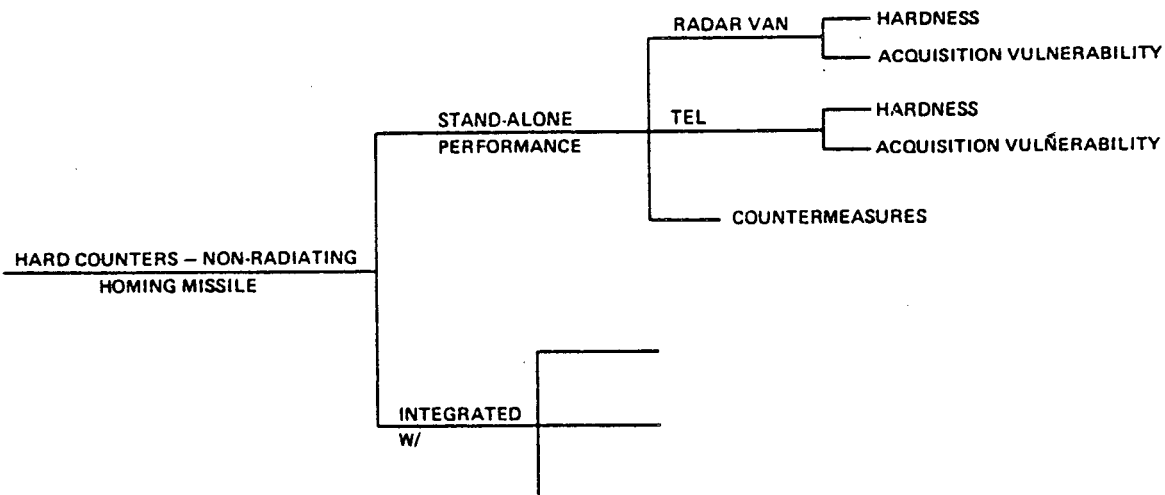 RADAR VAN
HARDNESS
ACQUISITION VULNERABILITY
STAND-ALONE
PERFORMANCE
TEL
HARDNESS
ACQUISITION VULNERABILITY
COUNTERMEASURES
HARD COUNTERS — NON-RADIATING
HOMING MISSILE
INTEGRATED
W/